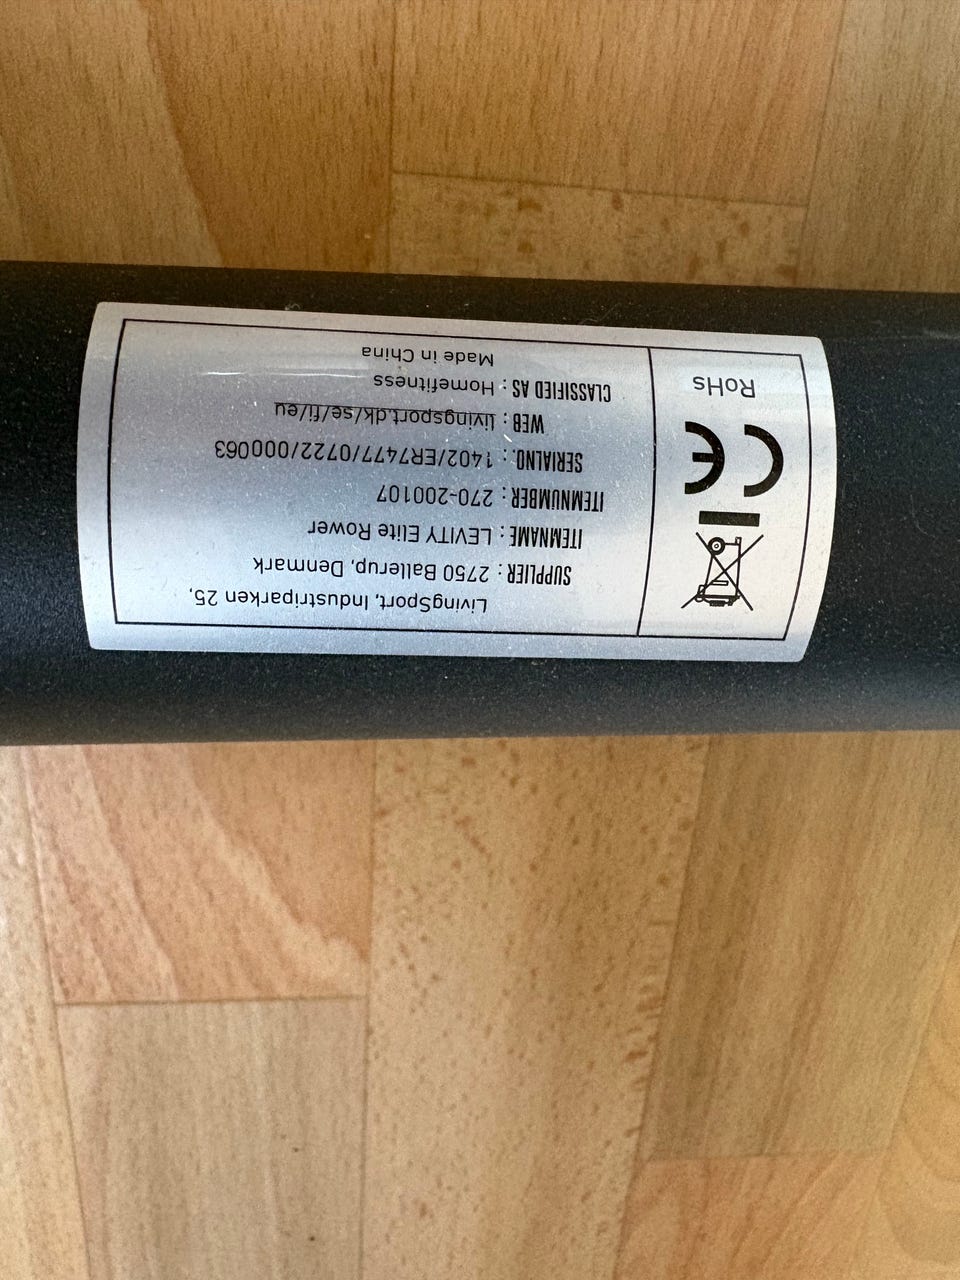 LivingSport, Industriparken 25,
SUPPLIER : 2750 Ballerup, Denmark
ITEMNAME : LEVITY Elite Rower
ITEMNUMBER : 270-200107
SERIALNO. : 1402/ER7477/0722/000063
WEB : livingsport.dk/se/fi/eu
CLASSIFIED AS : Homefitness
Made in China
CE
RoHs